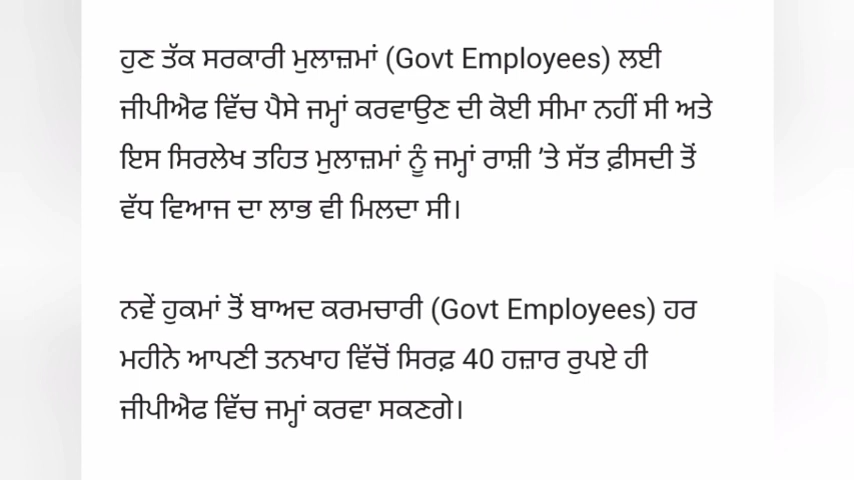 ਹੁਣ ਤੱਕ ਸਰਕਾਰੀ ਮੁਲਾਜ਼ਮਾਂ (Govt Employees) ਲਈ
ਜੀਪੀਐਫ ਵਿੱਚ ਪੈਸੇ ਜਮ੍ਹਾਂ ਕਰਵਾਉਣ ਦੀ ਕੋਈ ਸੀਮਾ ਨਹੀਂ ਸੀ ਅਤੇ
ਇਸ ਸਿਰਲੇਖ ਤਹਿਤ ਮੁਲਾਜ਼ਮਾਂ ਨੂੰ ਜਮ੍ਹਾਂ ਰਾਸ਼ੀ ’ਤੇ ਸੱਤ ਫ਼ੀਸਦੀ ਤੋਂ
ਵੱਧ ਵਿਆਜ ਦਾ ਲਾਭ ਵੀ ਮਿਲਦਾ ਸੀ।
ਨਵੇਂ ਹੁਕਮਾਂ ਤੋਂ ਬਾਅਦ ਕਰਮਚਾਰੀ (Govt Employees) ਹਰ
ਮਹੀਨੇ ਆਪਣੀ ਤਨਖਾਹ ਵਿੱਚੋਂ ਸਿਰਫ਼ 40 ਹਜ਼ਾਰ ਰੁਪਏ ਹੀ
ਜੀਪੀਐਫ ਵਿੱਚ ਜਮ੍ਹਾਂ ਕਰਵਾ ਸਕਣਗੇ।